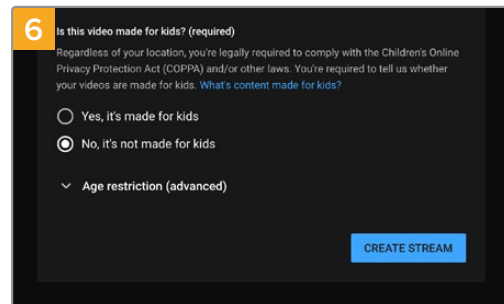 6
Is this video made for kids? (required)
Regardless of your location, you're legally required to comply with the Children's Online
Privacy Protection Act (COPPA) and/or other laws. You're required to tell us whether
your videos are made for kids. What's content made for kids?
Yes, it's made for kids
No, it's not made for kids
Age restriction (advanced)
CREATE STREAM